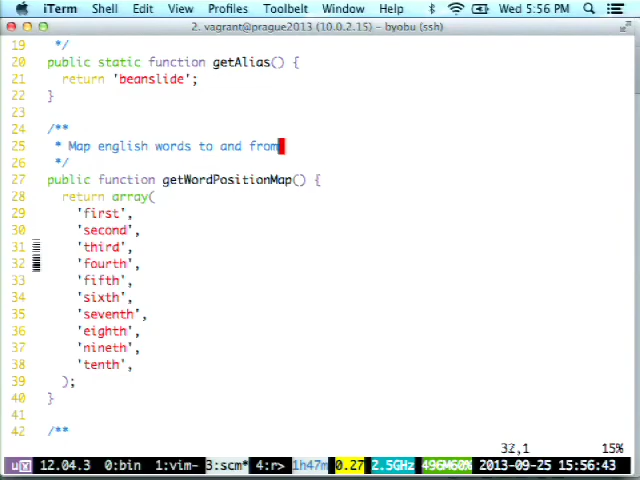 iTerm Shell Edit View Profiles Toolbelt Window Help Wed 5:56 PM
2. vagrant@prague2013 (10.0.2.15) – byobu (ssh)
19 */
20 public static function getAlias() {
21 return 'beanslide';
22 }
23
24 /**
25 * Map english words to and from
26 */
27 public function getWordPositionMap() {
28 return array(
29 'first',
30 'second',
31 'third',
32 'fourth',
33 'fifth',
34 'sixth',
35 'seventh',
36 'eighth',
37 'nineth',
38 'tenth',
39 );
40 }
41
42 /**
32,1 15%
u 12.04.3 0:bin 1:vim- 3:scm* 4:r> 1h47m 0.27 2.5GHz 496M60% 2013-09-25 15:56:43